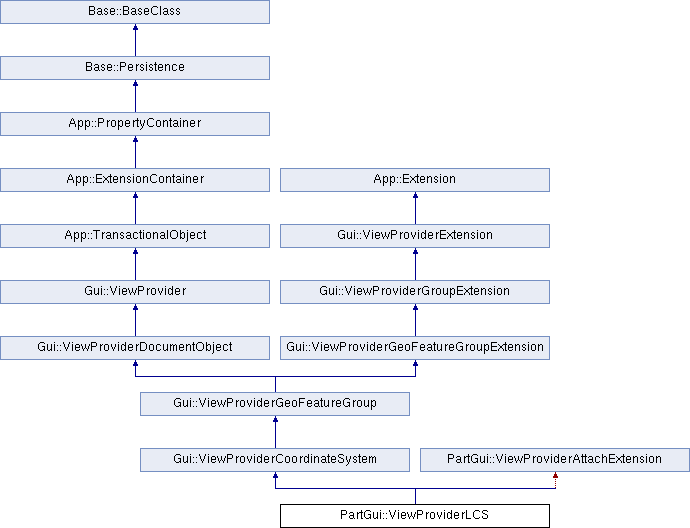 Base::BaseClass
Base::Persistence
App::PropertyContainer
App::ExtensionContainer
App::Extension
App::TransactionalObject
Gui::ViewProviderExtension
Gui::ViewProvider
Gui::ViewProviderGroupExtension
Gui::ViewProviderDocumentObject
Gui::ViewProviderGeoFeatureGroupExtension
Gui::ViewProviderGeoFeatureGroup
Gui::ViewProviderCoordinateSystem
PartGui::ViewProviderAttachExtension
PartGui::ViewProviderLCS